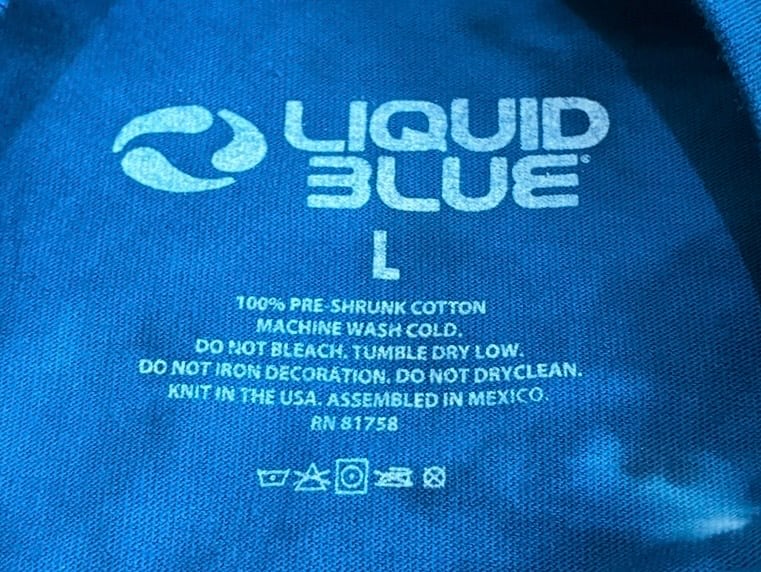 LIQUID
BLUE®
L
100% PRE-SHRUNK COTTON
MACHINE WASH COLD.
DO NOT BLEACH. TUMBLE DRY LOW.
DO NOT IRON DECORATION. DO NOT DRYCLEAN.
KNIT IN THE USA. ASSEMBLED IN MEXICO.
RN 81758